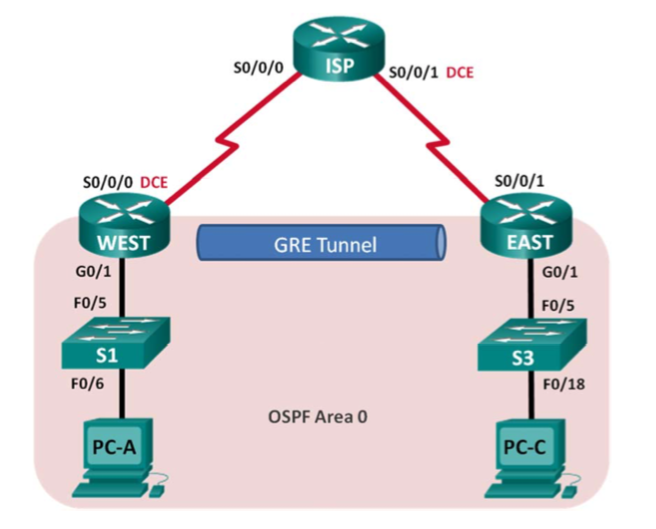 ISP
S0/0/0
S0/0/1 DCE
S0/0/0 DCE
S0/0/1
WEST
GRE Tunnel
EAST
G0/1
G0/1
F0/5
F0/5
S1
S3
F0/6
F0/18
OSPF Area 0
PC-A
PC-C